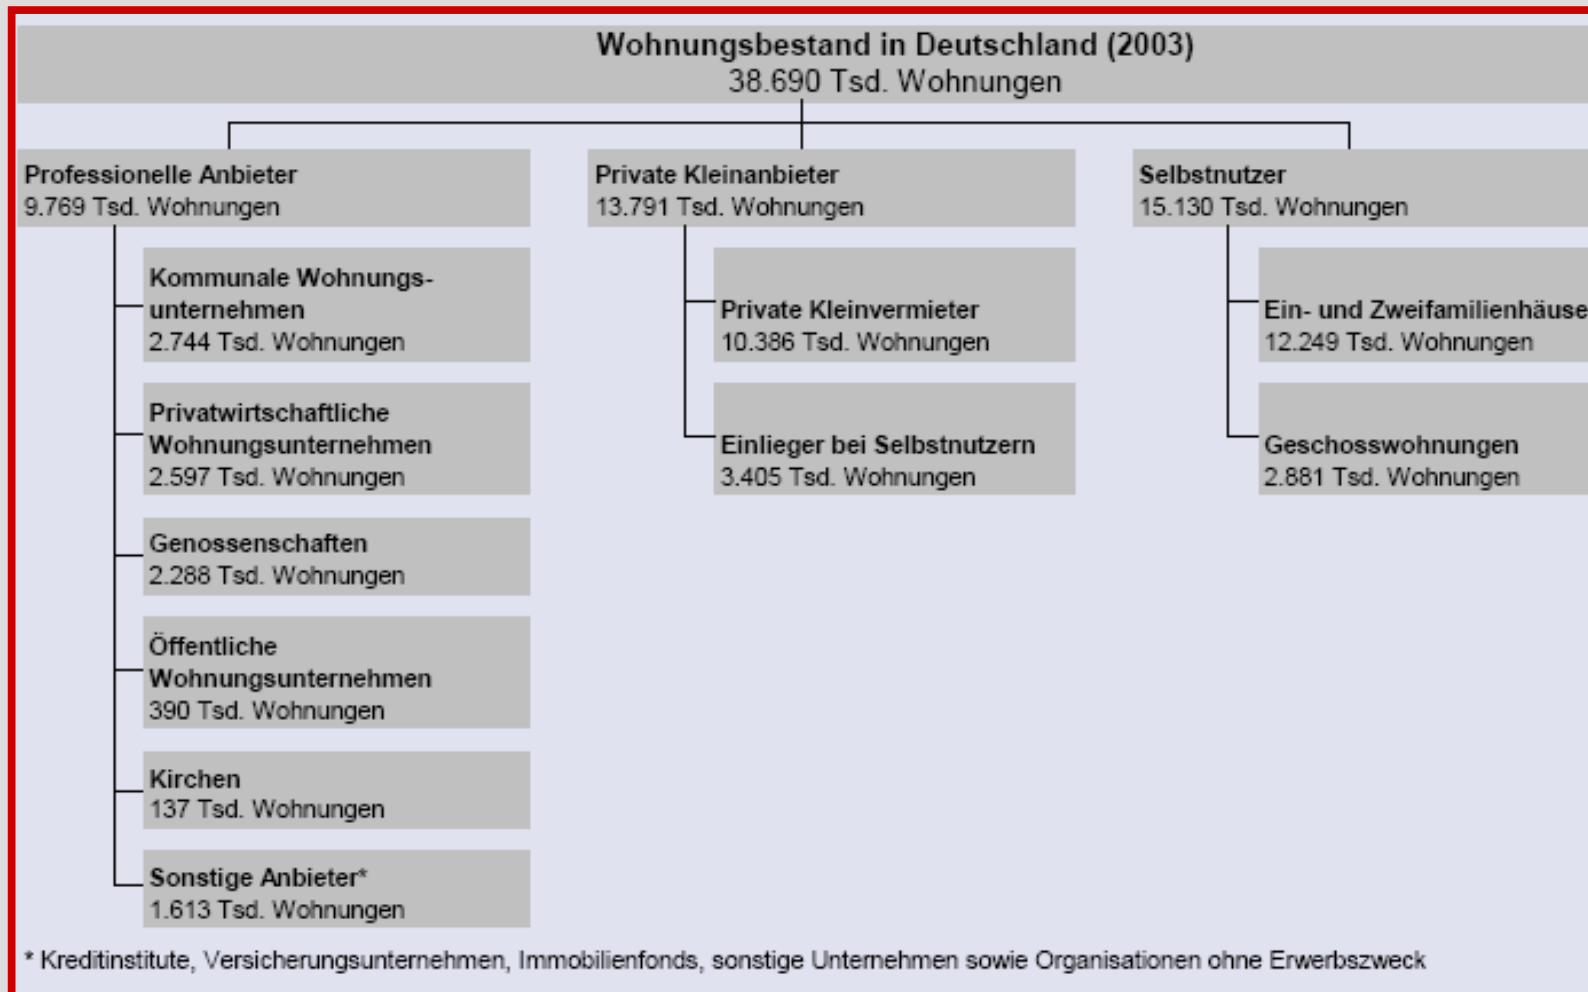 Wohnungsbestand in Deutschland (2003)
38.690 Tsd. Wohnungen
Professionelle Anbieter
9.769 Tsd. Wohnungen
Kommunale Wohnungs-
unternehmen
2.744 Tsd. Wohnungen
Privatwirtschaftliche
Wohnungsunternehmen
2.597 Tsd. Wohnungen
Genossenschaften
2.288 Tsd. Wohnungen
Öffentliche
Wohnungsunternehmen
390 Tsd. Wohnungen
Kirchen
137 Tsd. Wohnungen
Sonstige Anbieter*
1.613 Tsd. Wohnungen
Private Kleinanbieter
13.791 Tsd. Wohnungen
Private Kleinvermieter
10.386 Tsd. Wohnungen
Einlieger bei Selbstnutzern
3.405 Tsd. Wohnungen
Selbstnutzer
15.130 Tsd. Wohnungen
Ein- und Zweifamilienhäuse
12.249 Tsd. Wohnungen
Geschosswohnungen
2.881 Tsd. Wohnungen
* Kreditinstitute, Versicherungsunternehmen, Immobilienfonds, sonstige Unternehmen sowie Organisationen ohne Erwerbszweck